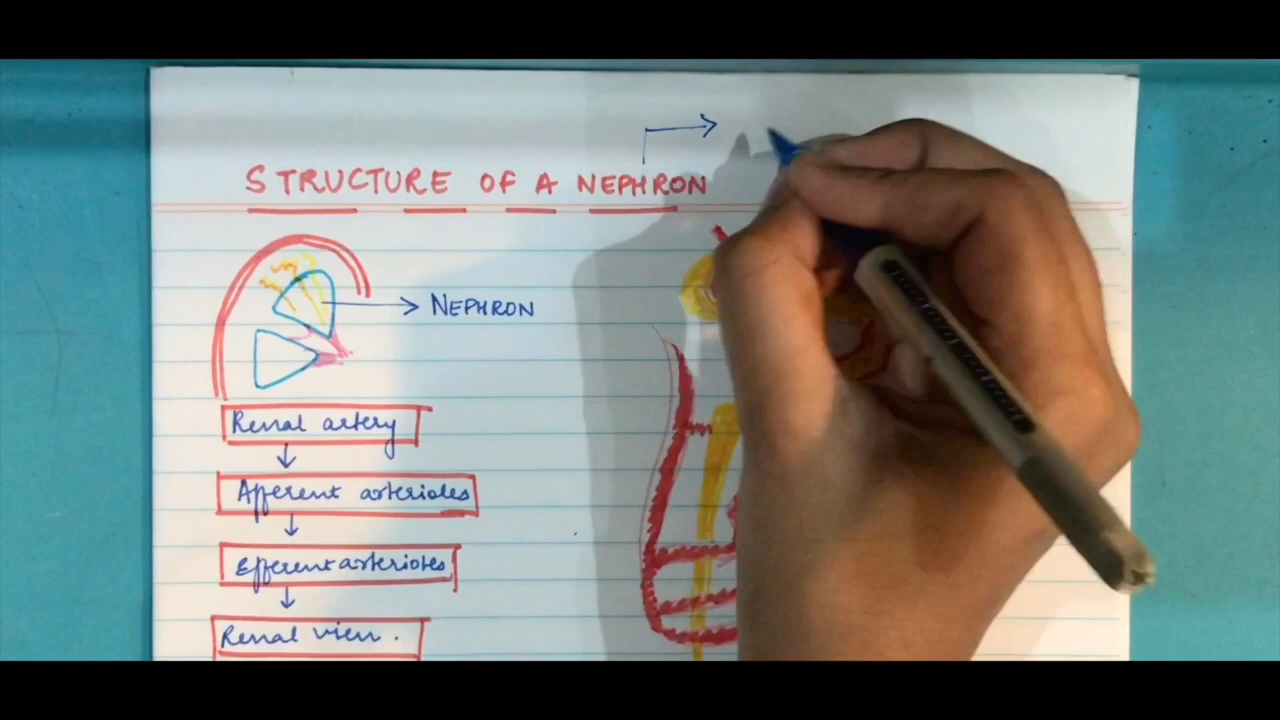 STRUCTURE OF A NEPHRON
NEPHRON
Renal artery
Afferent arterioles
Efferent arterioles
Renal vien.